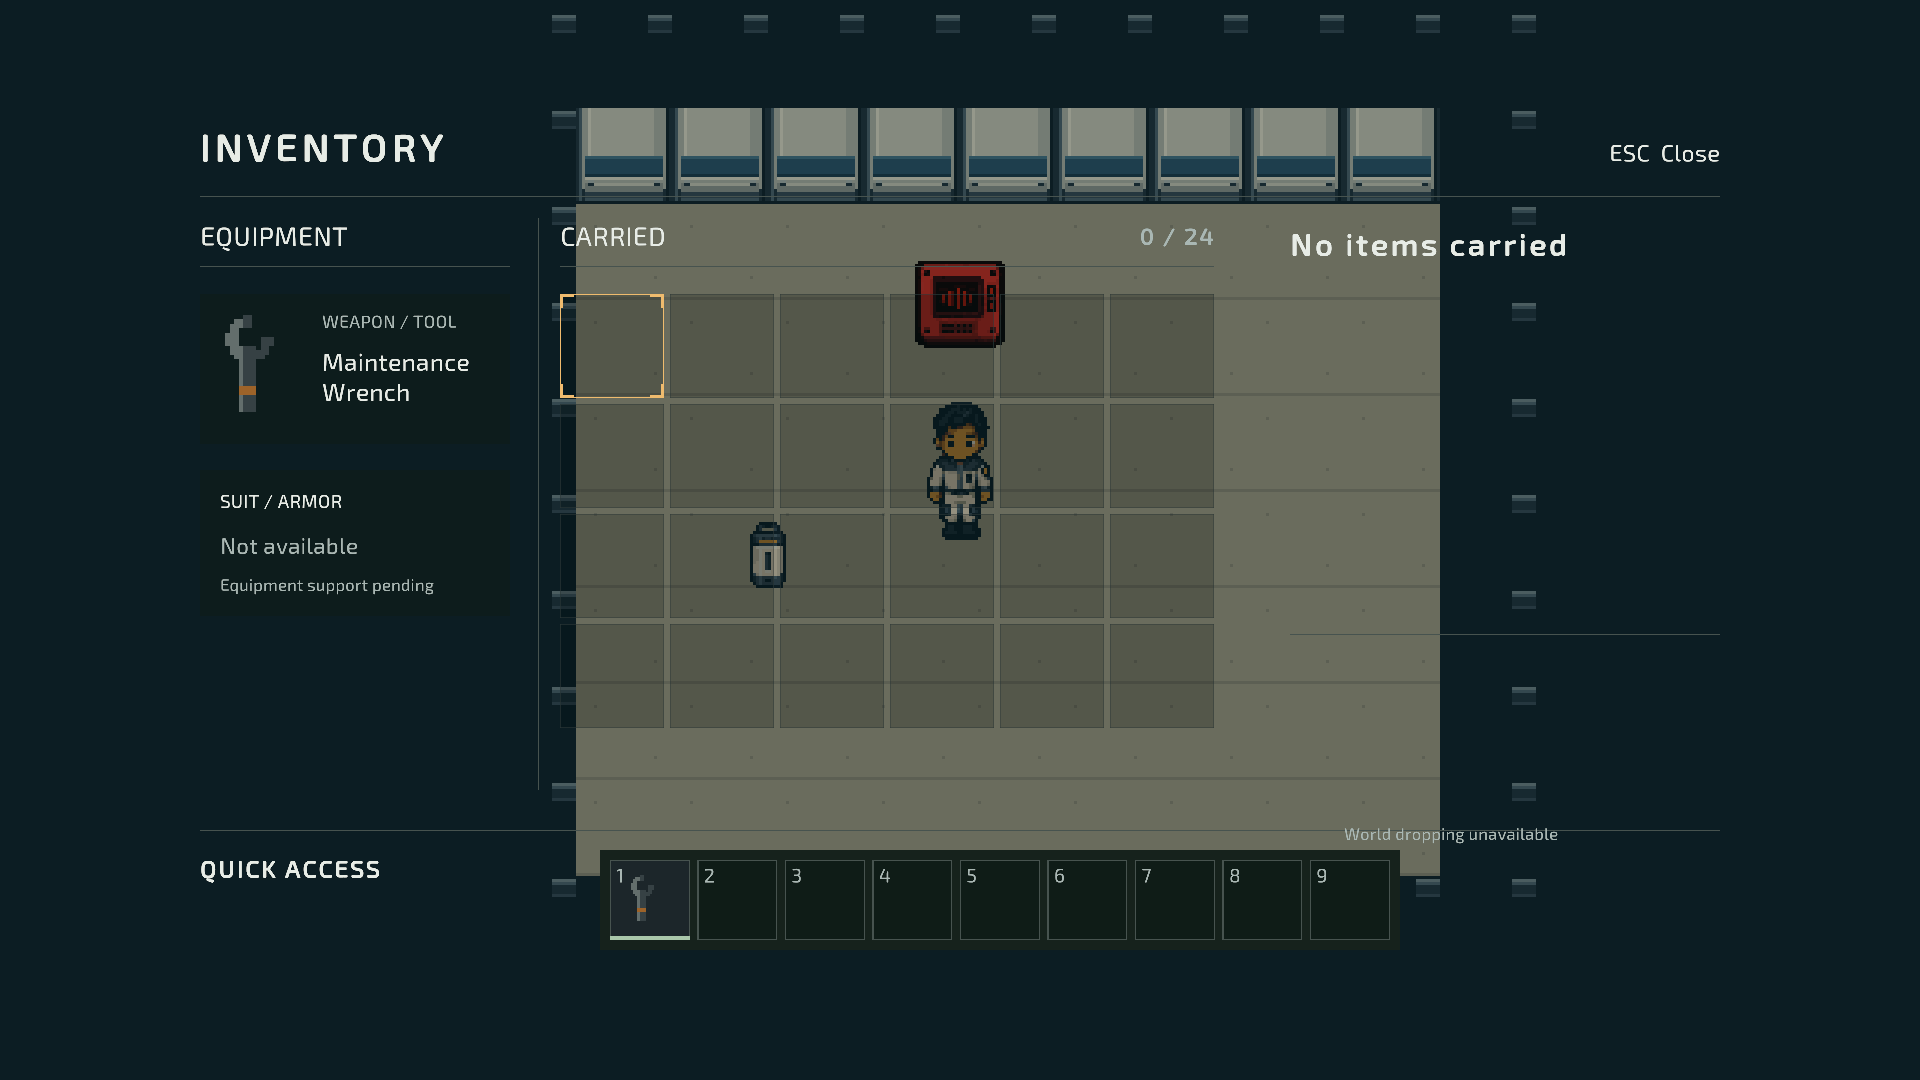 INVENTORY
ESC Close
EQUIPMENT
CARRIED
0 / 24
No items carried
WEAPON / TOOL
Maintenance
Wrench
SUIT / ARMOR
Not available
Equipment support pending
World dropping unavailable
QUICK ACCESS
1 2 3 4 5 6 7 8 9